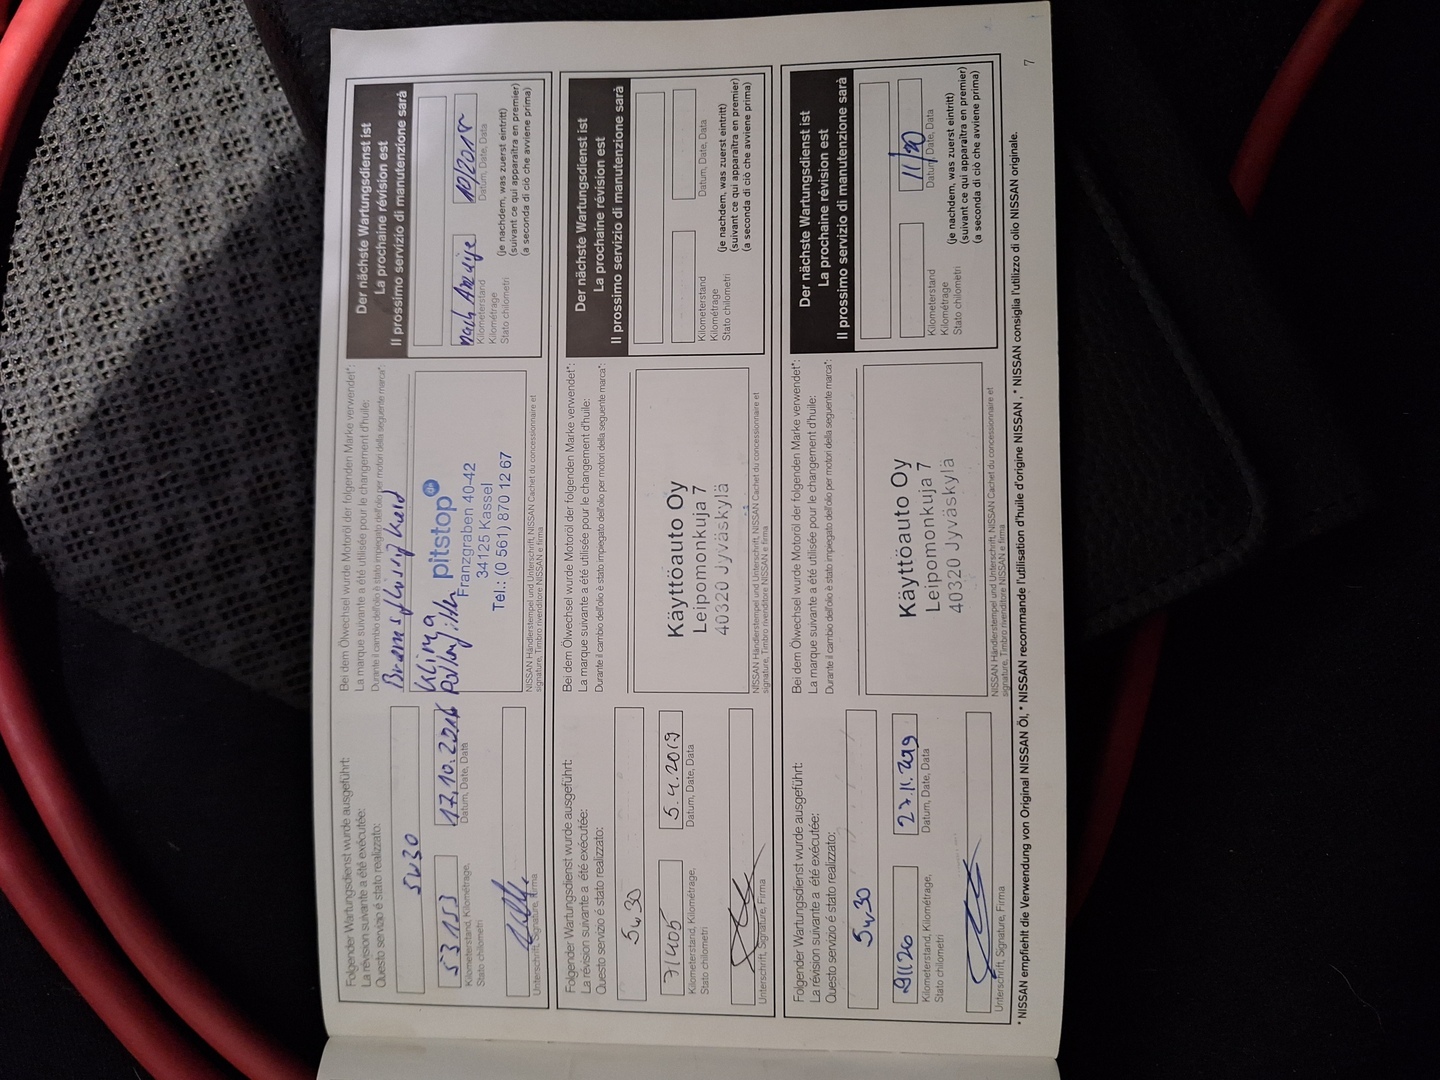 Folgender Wartungsdienst wurde ausgeführt:
La révision suivante a été exécutée:
Questo servizio é stato realizzato:
5w30
53153
17.10.2016
Kilometerstand, Kilométrage,
Stato chilometri
Datum, Date, Data
Unterschrift, Signature, Firma
Bei dem Ölwechsel wurde Motoröl der folgenden Marke verwendet*:
La marque suivante a été utilisée pour le changement d'huile:
Durante il cambio dell'olio è stato impiegato dell'olio per motori della seguente marca*:
Bremsflüssigkeit
Klima
Pollenfilter
pitstop
Franzgraben 40-42
34125 Kassel
Tel.: (0 561) 870 12 67
NISSAN Händlerstempel und Unterschrift, NISSAN Cachet du concessionnaire et
signature, Timbro rivenditore NISSAN e firma
Der nächste Wartungsdienst ist
La prochaine révision est
Il prossimo servizio di manutenzione sarà
nach Anzeige
10/2018
Kilometerstand
Kilométrage
Stato chilometri
Datum, Date, Data
(je nachdem, was zuerst eintritt)
(suivant ce qui apparaîtra en premier)
(a seconda di ciò che avviene prima)
Folgender Wartungsdienst wurde ausgeführt:
La révision suivante a été exécutée:
Questo servizio é stato realizzato:
5w30
71405
5.4.2019
Kilometerstand, Kilométrage,
Stato chilometri
Datum, Date, Data
Unterschrift, Signature, Firma
Bei dem Ölwechsel wurde Motoröl der folgenden Marke verwendet*:
La marque suivante a été utilisée pour le changement d'huile:
Durante il cambio dell'olio è stato impiegato dell'olio per motori della seguente marca*:
Käyttöauto Oy
Leipomonkuja 7
40320 Jyväskylä
NISSAN Händlerstempel und Unterschrift, NISSAN Cachet du concessionnaire et
signature, Timbro rivenditore NISSAN e firma
Der nächste Wartungsdienst ist
La prochaine révision est
Il prossimo servizio di manutenzione sarà
Kilometerstand
Kilométrage
Stato chilometri
Datum, Date, Data
(je nachdem, was zuerst eintritt)
(suivant ce qui apparaîtra en premier)
(a seconda di ciò che avviene prima)
Folgender Wartungsdienst wurde ausgeführt:
La révision suivante a été exécutée:
Questo servizio é stato realizzato:
5w30
91126
27.11.2019
Kilometerstand, Kilométrage,
Stato chilometri
Datum, Date, Data
Unterschrift, Signature, Firma
Bei dem Ölwechsel wurde Motoröl der folgenden Marke verwendet*:
La marque suivante a été utilisée pour le changement d'huile:
Durante il cambio dell'olio è stato impiegato dell'olio per motori della seguente marca*:
Käyttöauto Oy
Leipomonkuja 7
40320 Jyväskylä
NISSAN Händlerstempel und Unterschrift, NISSAN Cachet du concessionnaire et
signature, Timbro rivenditore NISSAN e firma
Der nächste Wartungsdienst ist
La prochaine révision est
Il prossimo servizio di manutenzione sarà
11/20
Kilometerstand
Kilométrage
Stato chilometri
Datum, Date, Data
(je nachdem, was zuerst eintritt)
(suivant ce qui apparaîtra en premier)
(a seconda di ciò che avviene prima)
* NISSAN empfiehlt die Verwendung von Original NISSAN Öl, * NISSAN recommande l'utilisation d'huile d'origine NISSAN , * NISSAN consiglia l'utilizzo di olio NISSAN originale.
7